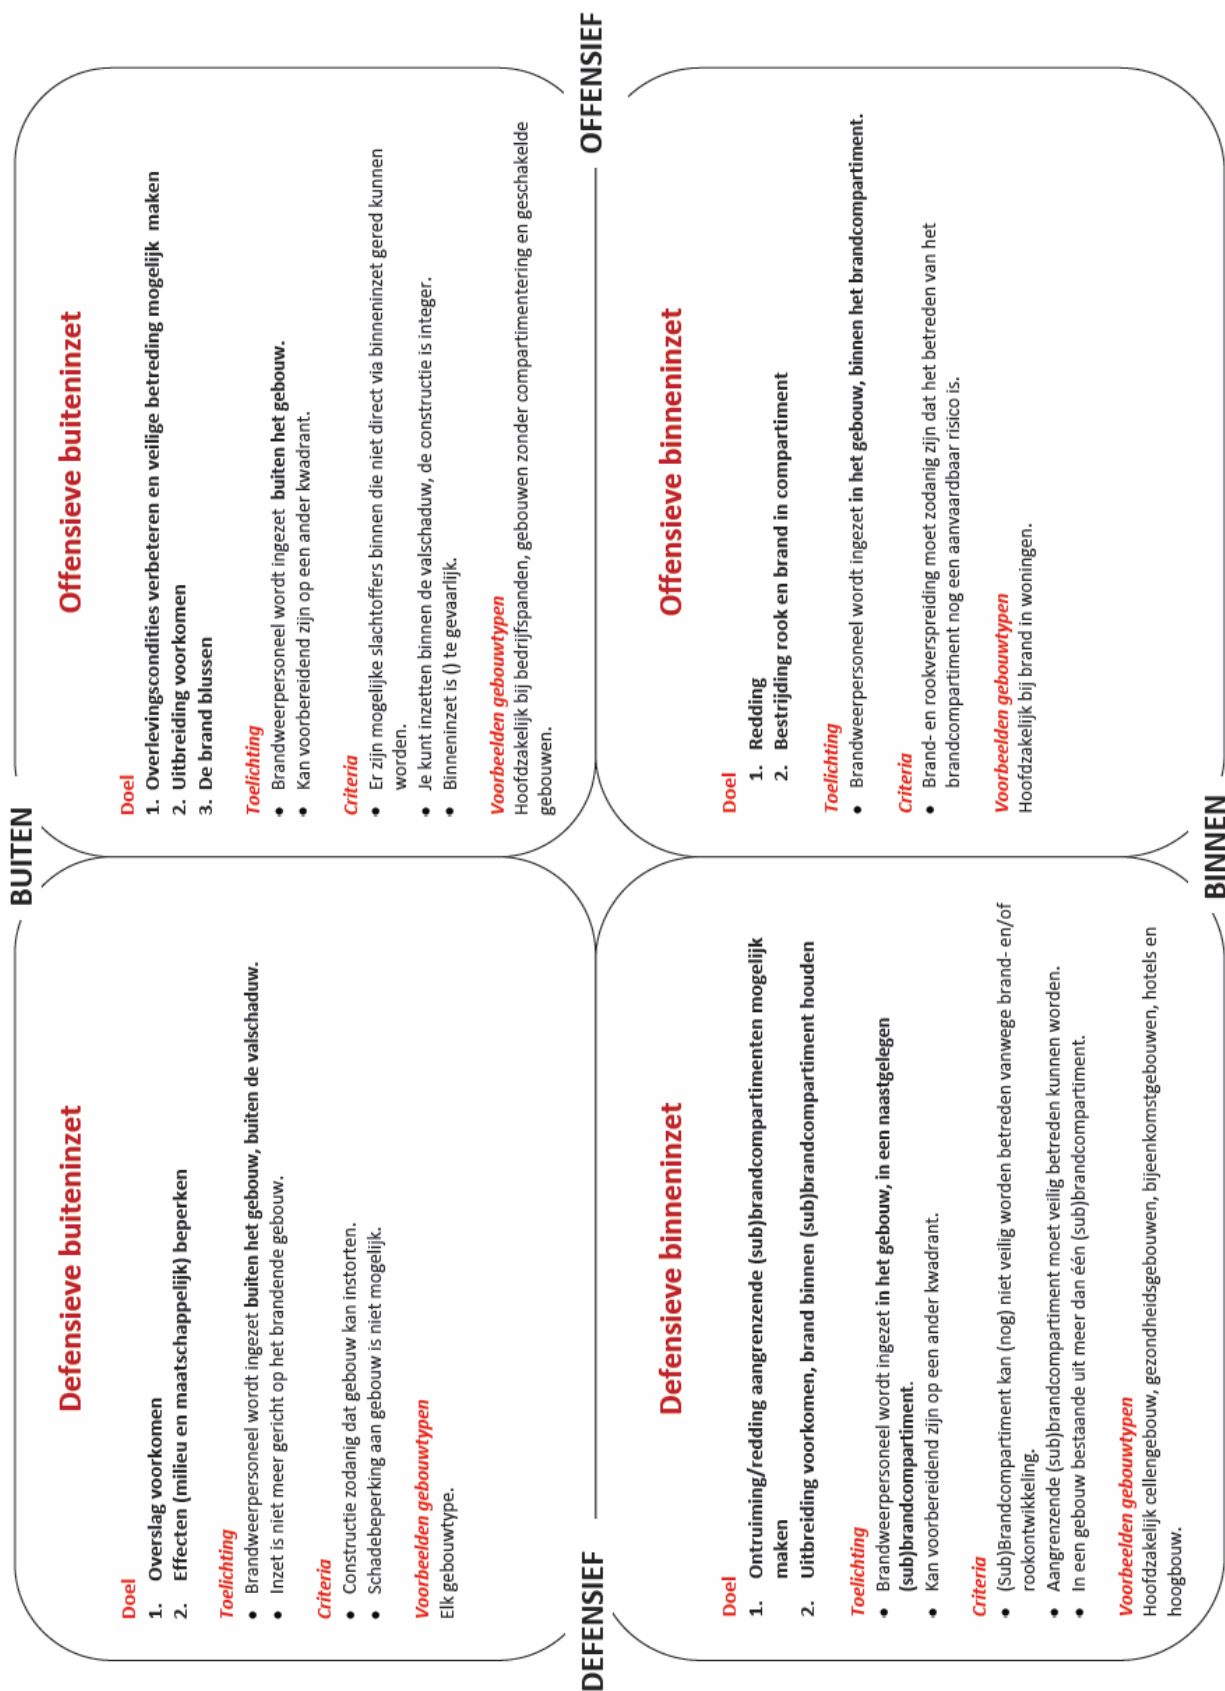 BUITEN
Defensieve buiteninzet
Doel
1. Overslag voorkomen
2. Effecten (milieu en maatschappelijk) beperken
Toelichting
• Brandweerpersoneel wordt ingezet buiten het gebouw, buiten de valschaduw.
• Inzet is niet meer gericht op het brandende gebouw.
Criteria
• Constructie zodanig dat gebouw kan instorten.
• Schadebeperking aan gebouw is niet mogelijk.
Voorbeelden gebouwtypen
Elk gebouwtype.
Offensieve buiteninzet
Doel
1. Overlevingscondities verbeteren en veilige betreding mogelijk maken
2. Uitbreiding voorkomen
3. De brand blussen
Toelichting
• Brandweerpersoneel wordt ingezet buiten het gebouw.
• Kan voorbereidend zijn op een ander kwadrant.
Criteria
• Er zijn mogelijke slachtoffers binnen die niet direct via binneninzet gered kunnen
worden.
• Je kunt inzetten binnen de valschaduw, de constructie is integer.
• Binneninzet is () te gevaarlijk.
Voorbeelden gebouwtypen
Hoofdzakelijk bij bedrijfspanden, gebouwen zonder compartimentering en geschakelde
gebouwen.
DEFENSIEF
OFFENSIEF
Defensieve binneninzet
Doel
1. Ontruiming/redding aangrenzende (sub)brandcompartimenten mogelijk
maken
2. Uitbreiding voorkomen, brand binnen (sub)brandcompartiment houden
Toelichting
• Brandweerpersoneel wordt ingezet in het gebouw, in een naastgelegen
(sub)brandcompartiment.
• Kan voorbereidend zijn op een ander kwadrant.
Criteria
• (Sub)Brandcompartiment kan (nog) niet veilig worden betreden vanwege brand- en/of
rookontwikkeling.
• Aangrenzende (sub)brandcompartiment moet veilig betreden kunnen worden.
• In een gebouw bestaande uit meer dan één (sub)brandcompartiment.
Voorbeelden gebouwtypen
Hoofdzakelijk cellengebouw, gezondheidsgebouwen, bijeenkomstgebouwen, hotels en
hoogbouw.
Offensieve binneninzet
Doel
1. Redding
2. Bestrijding rook en brand in compartiment
Toelichting
• Brandweerpersoneel wordt ingezet in het gebouw, binnen het brandcompartiment.
Criteria
• Brand- en rookverspreiding moet zodanig zijn dat het betreden van het
brandcompartiment nog een aanvaardbaar risico is.
Voorbeelden gebouwtypen
Hoofdzakelijk bij brand in woningen.
BINNEN